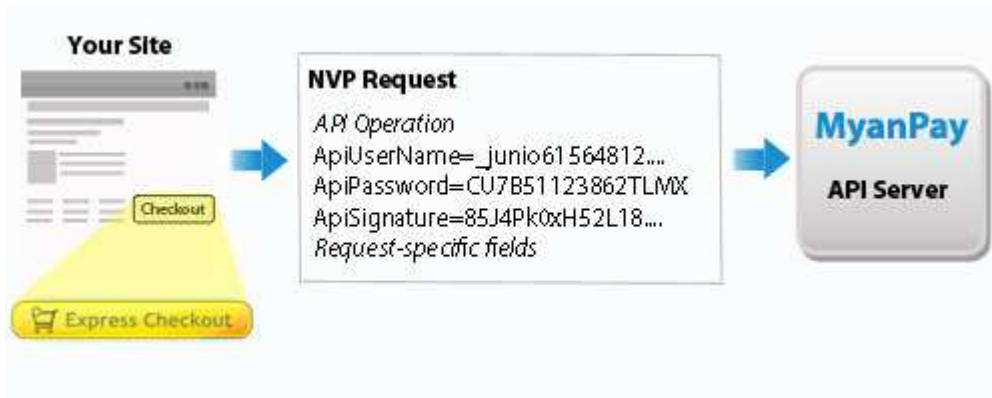 Your Site
Checkout
Express Checkout
NVP Request
API Operation
ApiUserName=_junio61564812....
ApiPassword=CU7B51123862TLMX
ApiSignature=85J4Pk0xH52L18....
Request-specific fields
MyanPay
API Server